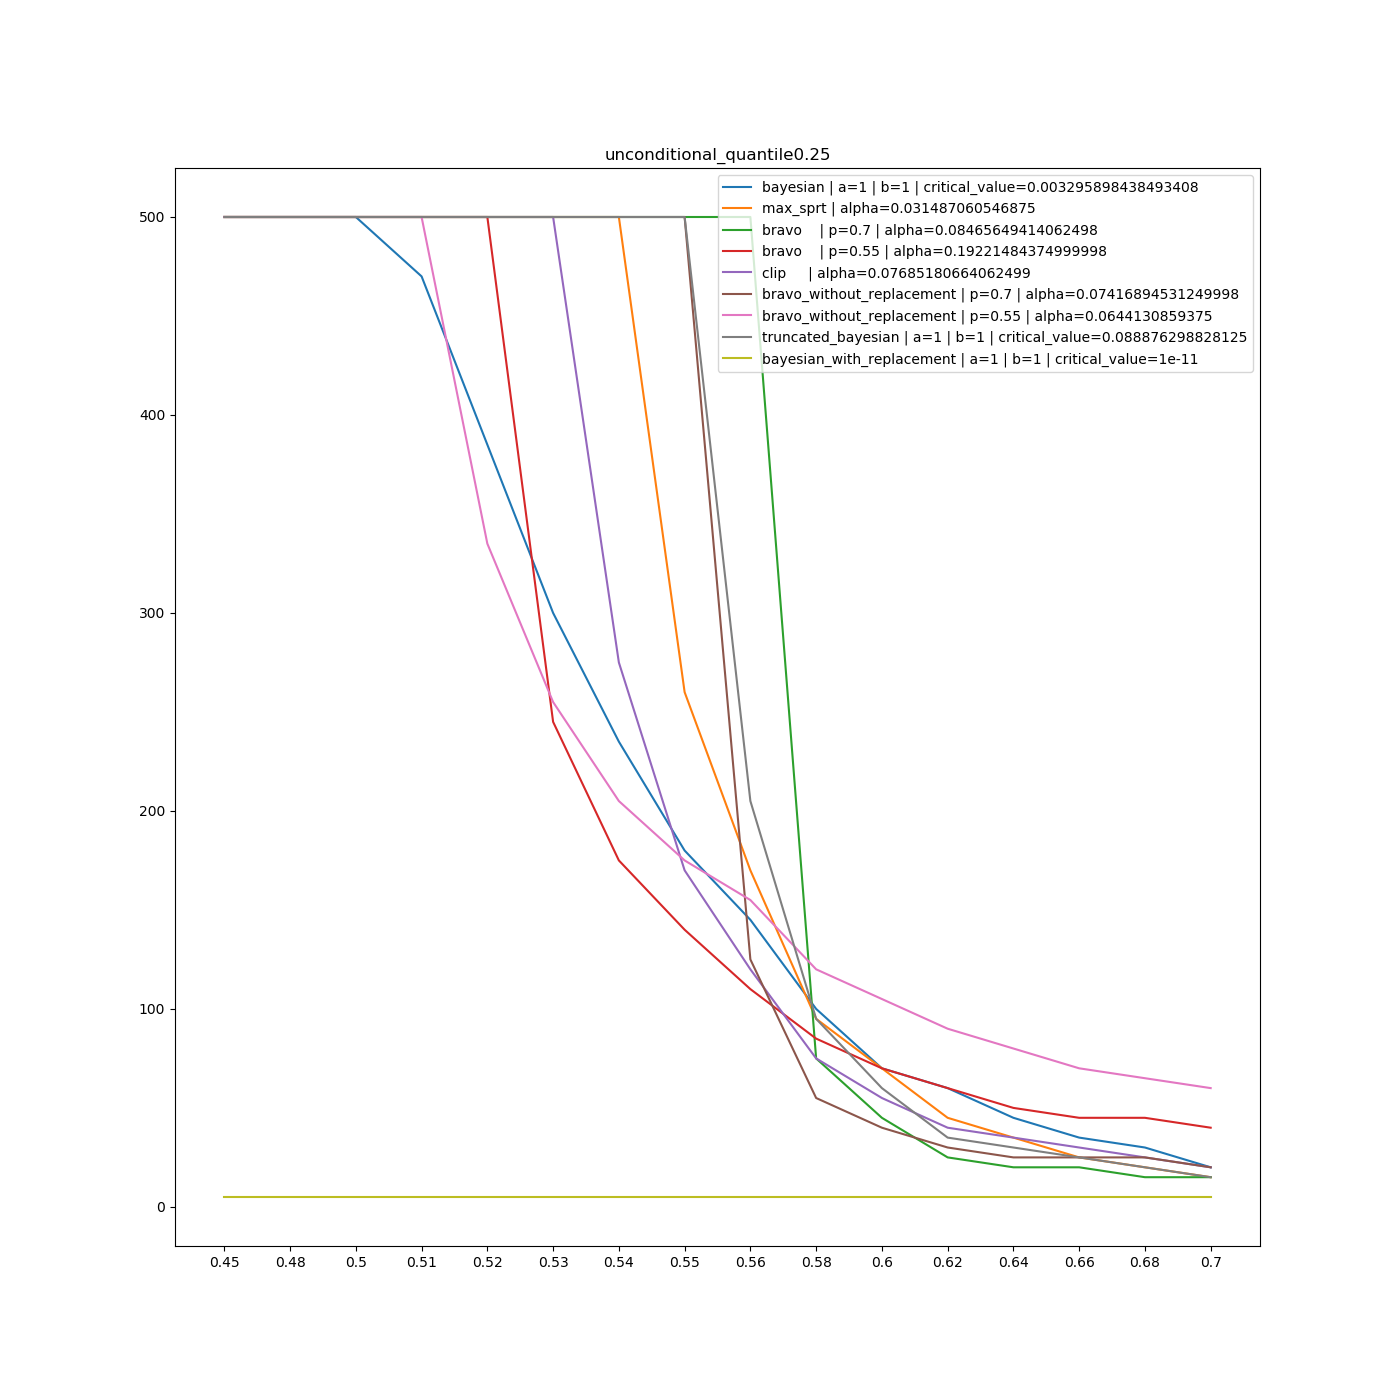 unconditional_quantile0.25
bayesian | a=1 | b=1 | critical_value=0.003295898438493408
max_sprt | alpha=0.031487060546875
bravo    | p=0.7 | alpha=0.08465649414062498
bravo    | p=0.55 | alpha=0.19221484374999998
clip     | alpha=0.07685180664062499
bravo_without_replacement | p=0.7 | alpha=0.07416894531249998
bravo_without_replacement | p=0.55 | alpha=0.0644130859375
truncated_bayesian | a=1 | b=1 | critical_value=0.088876298828125
bayesian_with_replacement | a=1 | b=1 | critical_value=1e-11
500
400
300
200
100
0
0.45 0.48 0.5 0.51 0.52 0.53 0.54 0.55 0.56 0.58 0.6 0.62 0.64 0.66 0.68 0.7